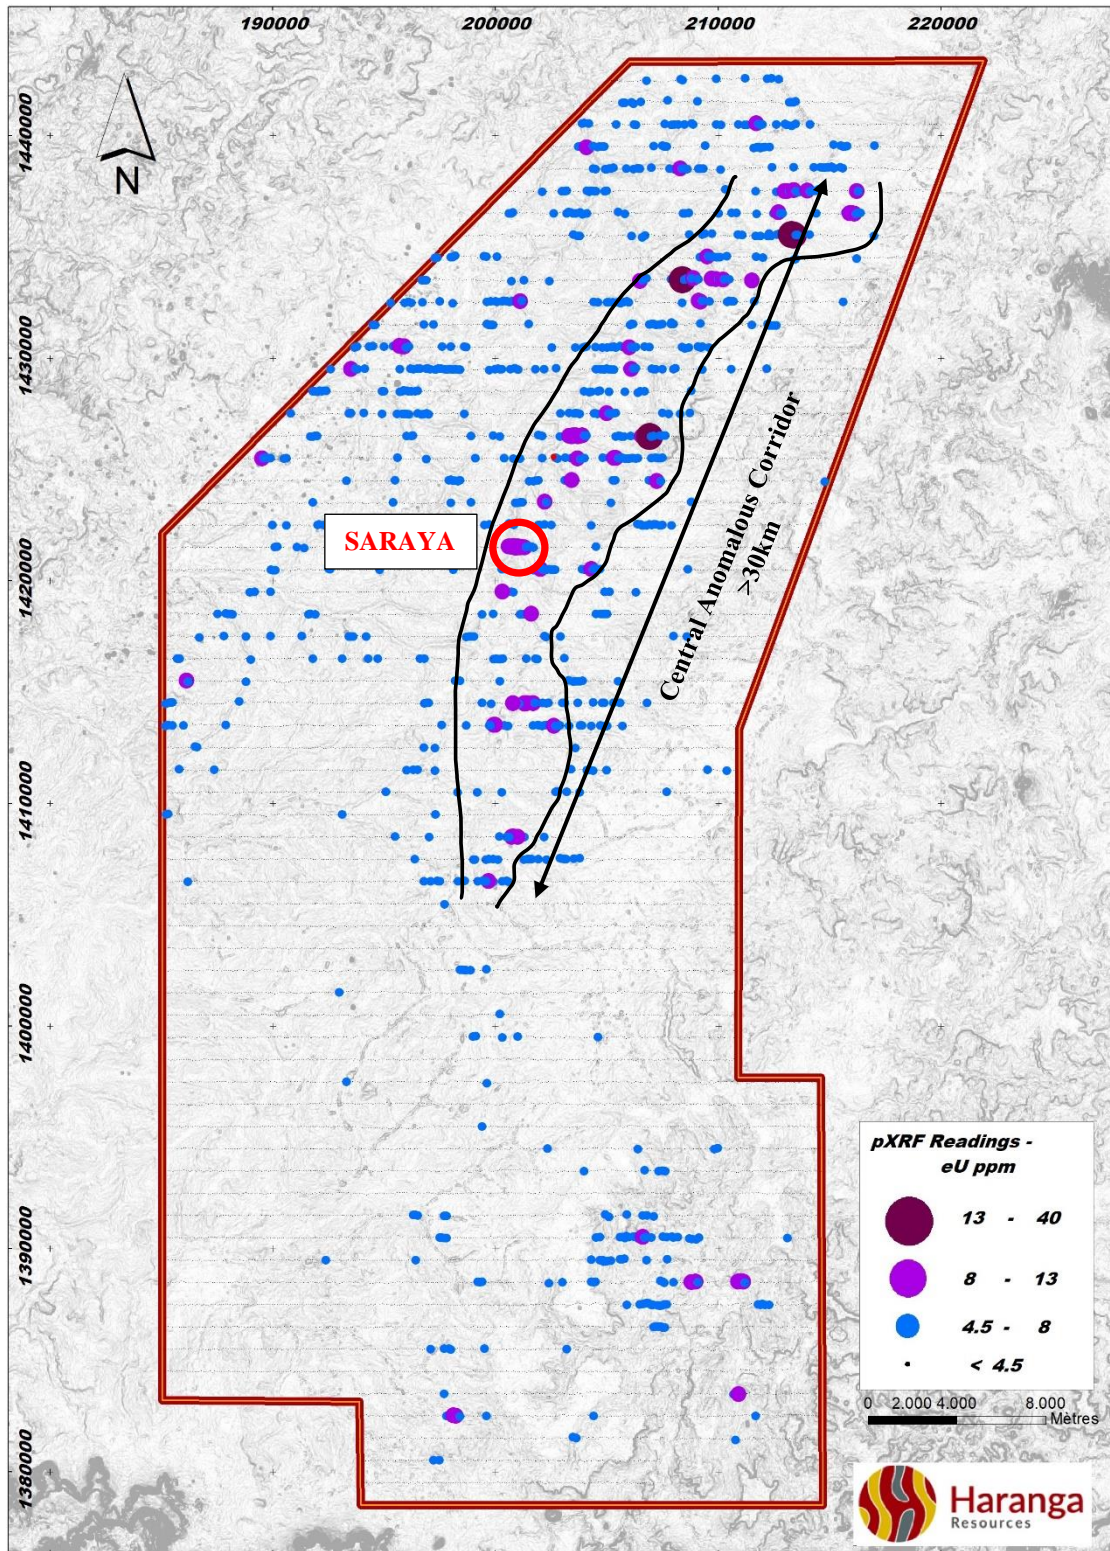 190000 200000 210000 220000
1440000
N
1430000
SARAYA
1420000
Central Anomalous Corridor
>30km
1410000
1400000
pXRF Readings -
eU ppm
13 - 40
1390000
8 - 13
4.5 - 8
< 4.5
0 2.000 4.000 8.000
Mètres
1380000
Haranga
Resources